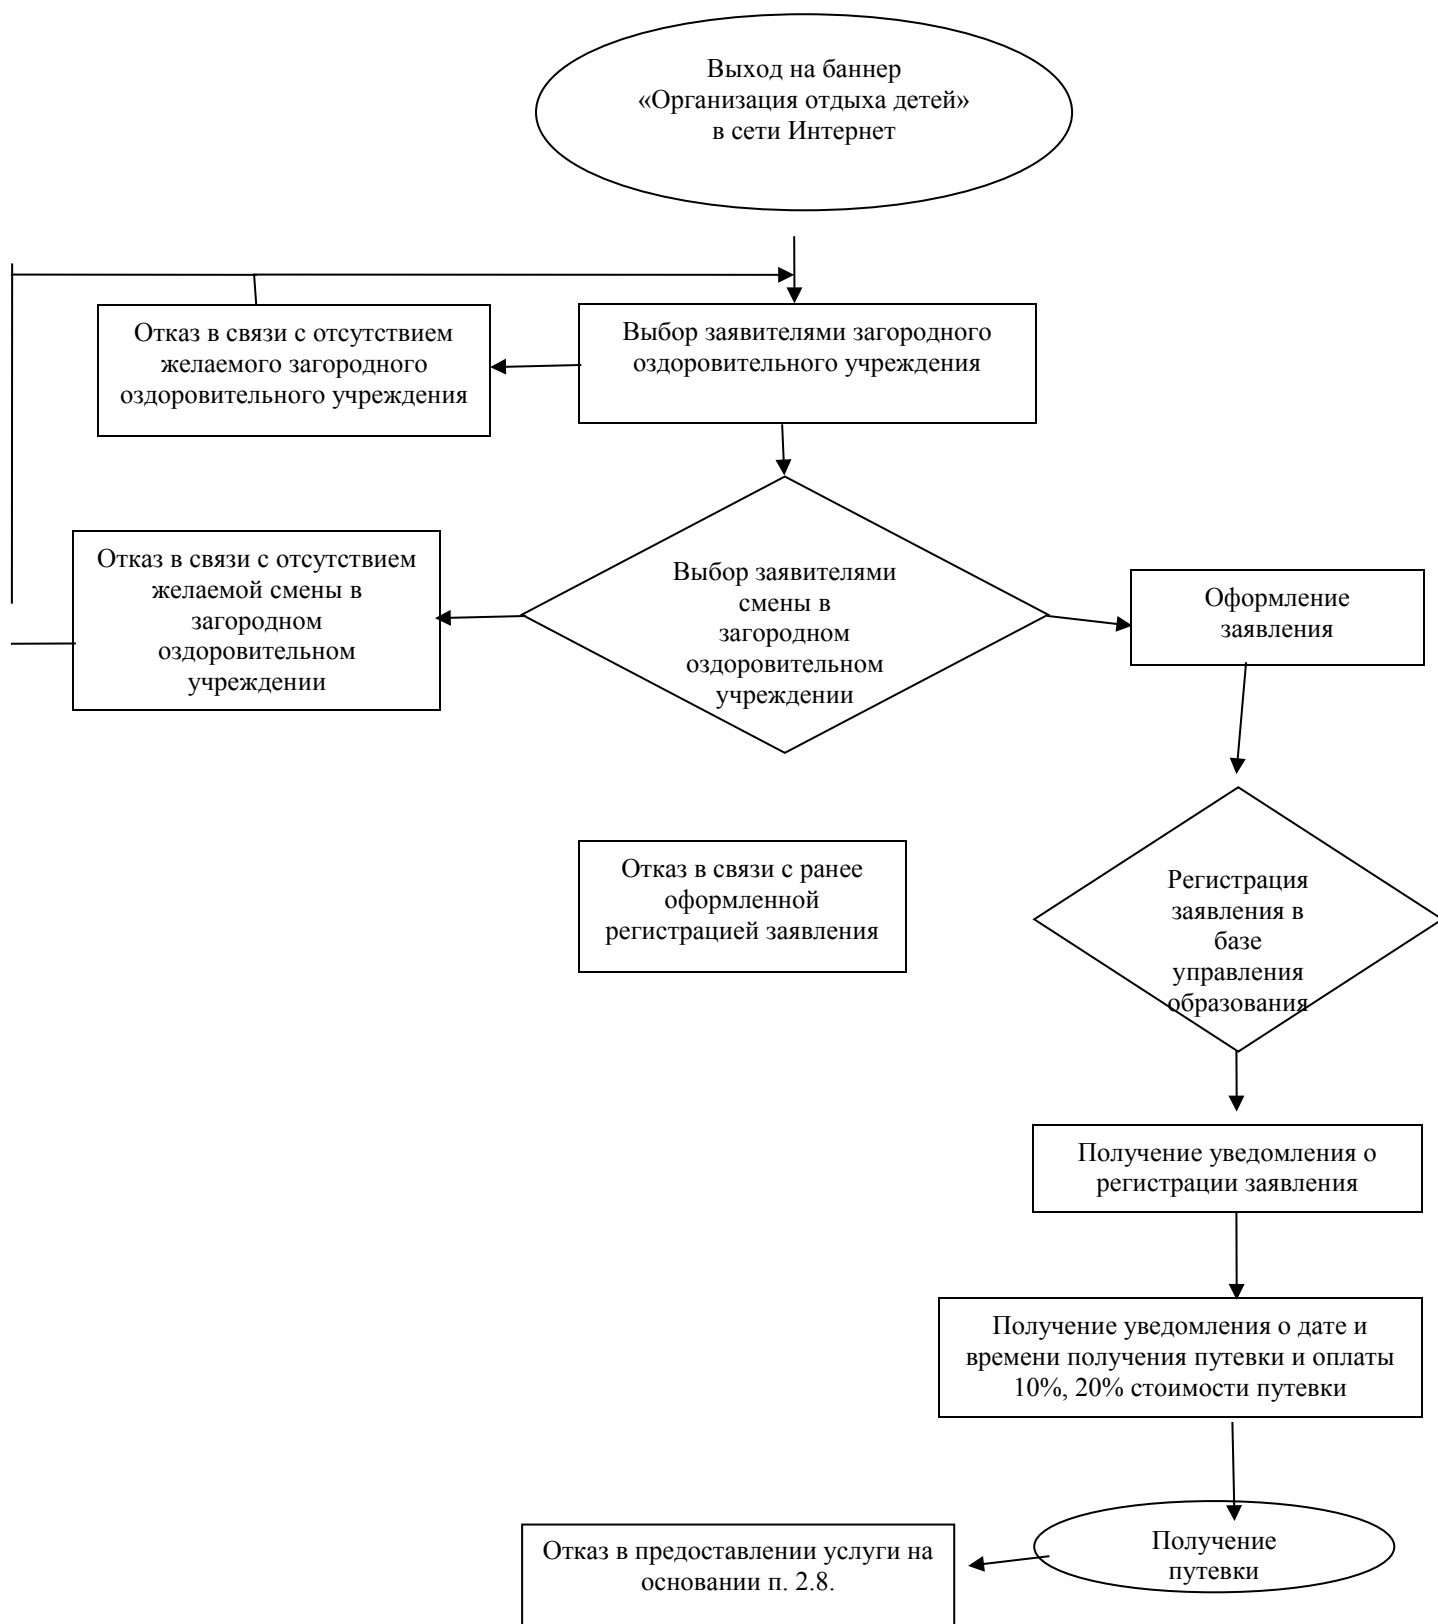 Выход на баннер
«Организация отдыха детей»
в сети Интернет
Отказ в связи с отсутствием
желаемого загородного
оздоровительного учреждения
Выбор заявителями загородного
оздоровительного учреждения
Отказ в связи с отсутствием
желаемой смены в
загородном
оздоровительном
учреждении
Выбор заявителями
смены в
загородном
оздоровительном
учреждении
Оформление
заявления
Отказ в связи с ранее
оформленной
регистрацией заявления
Регистрация
заявления в
базе
управления
образования
Получение уведомления о
регистрации заявления
Получение уведомления о дате и
времени получения путевки и оплаты
10%, 20% стоимости путевки
Получение
путевки
Отказ в предоставлении услуги на
основании п. 2.8.